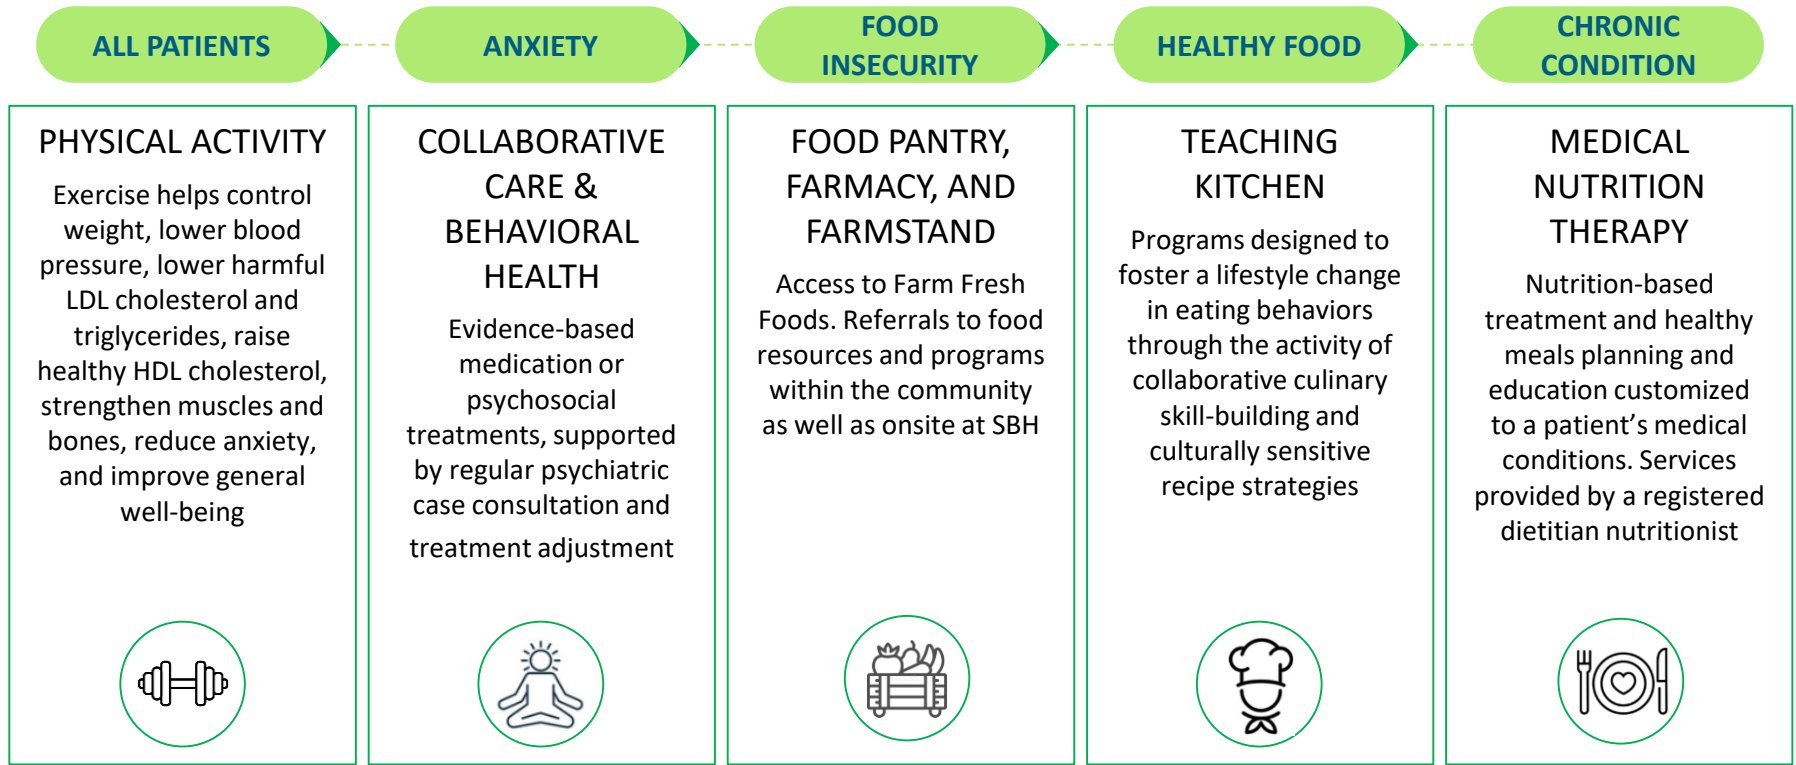 ALL PATIENTS
ANXIETY
FOOD
INSECURITY
HEALTHY FOOD
CHRONIC
CONDITION
PHYSICAL ACTIVITY
Exercise helps control
weight, lower blood
pressure, lower harmful
LDL cholesterol and
triglycerides, raise
healthy HDL cholesterol,
strengthen muscles and
bones, reduce anxiety,
and improve general
well-being
COLLABORATIVE
CARE &
BEHAVIORAL
HEALTH
Evidence-based
medication or
psychosocial
treatments, supported
by regular psychiatric
case consultation and
treatment adjustment
FOOD PANTRY,
FARMACY, AND
FARMSTAND
Access to Farm Fresh
Foods. Referrals to food
resources and programs
within the community
as well as onsite at SBH
TEACHING
KITCHEN
Programs designed to
foster a lifestyle change
in eating behaviors
through the activity of
collaborative culinary
skill-building and
culturally sensitive
recipe strategies
MEDICAL
NUTRITION
THERAPY
Nutrition-based
treatment and healthy
meals planning and
education customized
to a patient’s medical
conditions. Services
provided by a registered
dietitian nutritionist